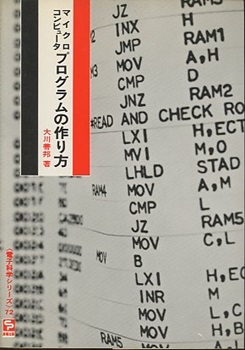 マイクロ
コンピュータ
プログラムの作り方
大川善邦 著
JZ RAMS
INX H
JMP RAM1
MOV A,H
CMP D
JNZ RAM2
#READ AND CHECK RO
LXI H,ECT
MVI M,O
LHLD STAD
RAM4 MOV A,M
CMP L
JZ RAM5
MOV C,L
MOV B
LXI H,EC
INR M
MOV L,C
RAM5 MOV H,B
《電子科学シリーズ》72